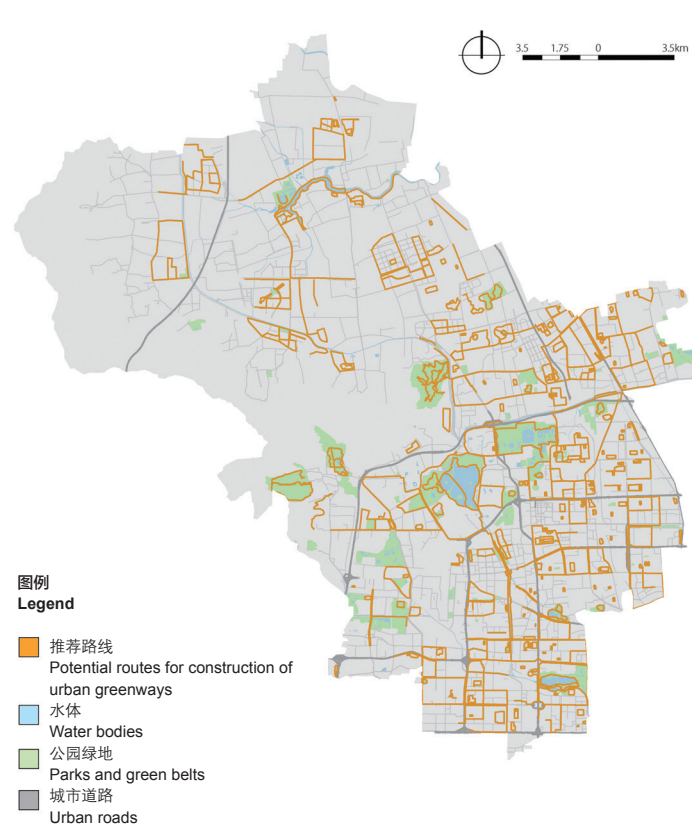 3.5 1.75 0 3.5km
图例
Legend
推荐路线
Potential routes for construction of
urban greenways
水体
Water bodies
公园绿地
Parks and green belts
城市道路
Urban roads